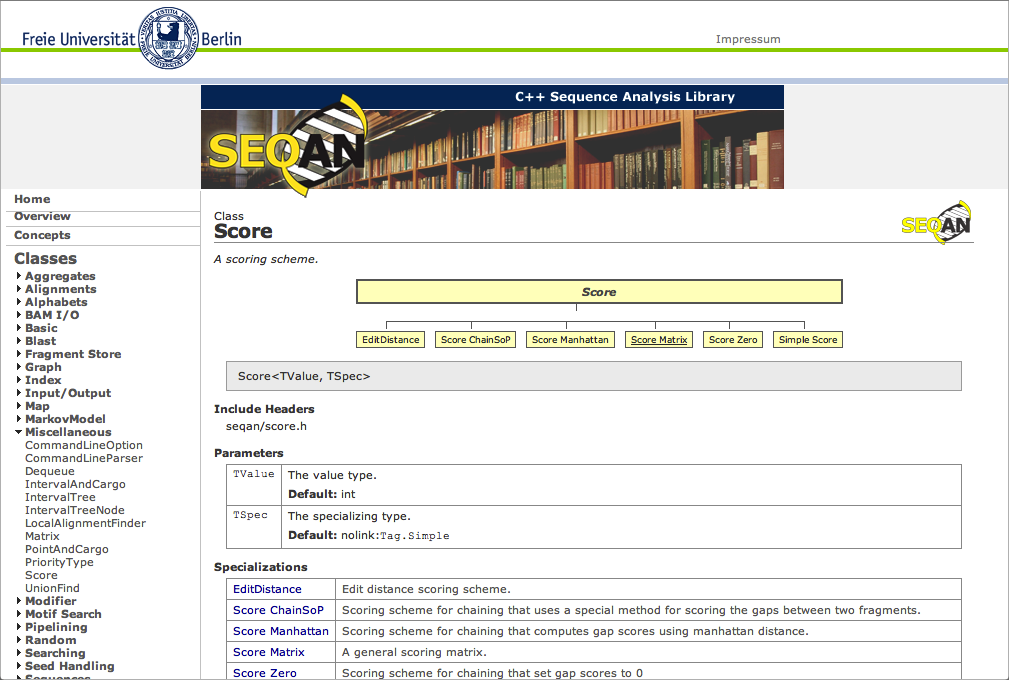 Freie Universität Berlin
Impressum
C++ Sequence Analysis Library
SEQAN
Home
Overview
Concepts
Classes
Aggregates
Alignments
Alphabets
BAM I/O
Basic
Blast
Fragment Store
Graph
Index
Input/Output
Map
MarkovModel
Miscellaneous
CommandLineOption
CommandLineParser
Dequeue
IntervalAndCargo
IntervalTree
IntervalTreeNode
LocalAlignmentFinder
Matrix
PointAndCargo
PriorityType
Score
UnionFind
Modifier
Motif Search
Pipelining
Random
Searching
Seed Handling
Sequences
Class
Score
SEQAN
A scoring scheme.
Score
EditDistance Score ChainSoP Score Manhattan Score Matrix Score Zero Simple Score
Score<TValue, TSpec>
Include Headers
seqan/score.h
Parameters
TValue The value type.
Default: int
TSpec The specializing type.
Default: nolink:Tag.Simple
Specializations
EditDistance Edit distance scoring scheme.
Score ChainSoP Scoring scheme for chaining that uses a special method for scoring the gaps between two fragments.
Score Manhattan Scoring scheme for chaining that computes gap scores using manhattan distance.
Score Matrix A general scoring matrix.
Score Zero Scoring scheme for chaining that set gap scores to 0